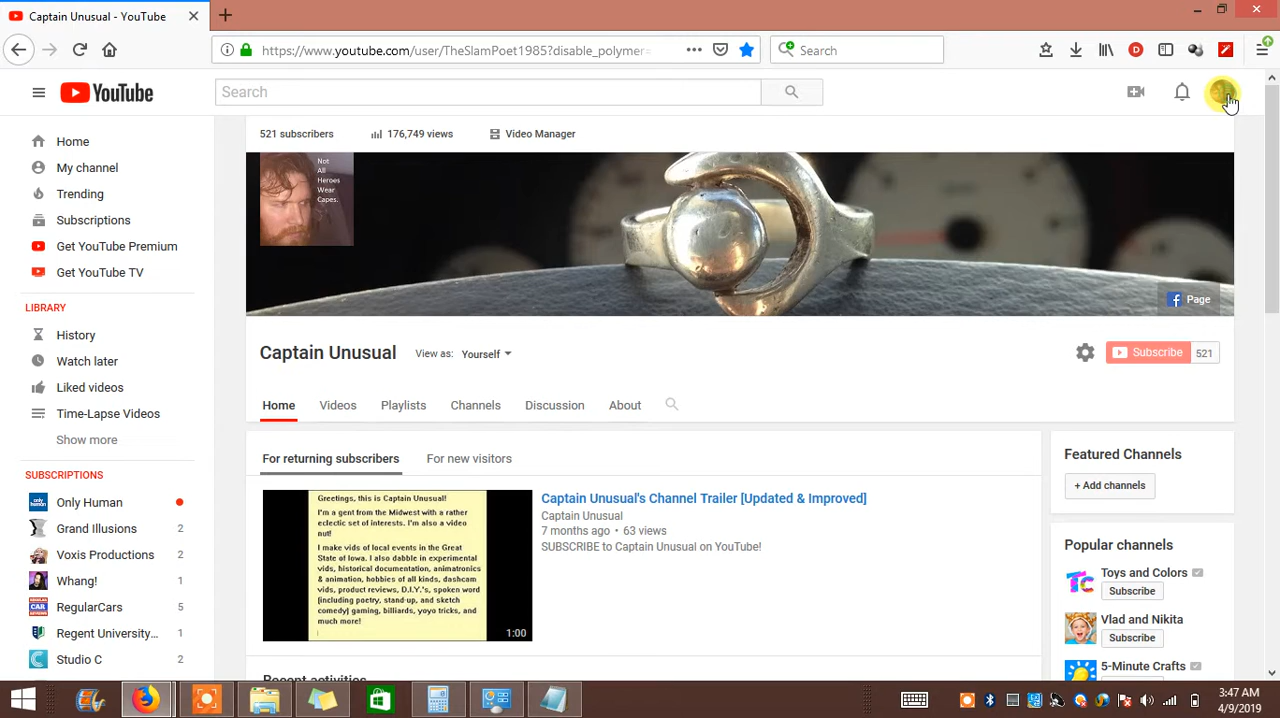 Captain Unusual - YouTube
https://www.youtube.com/user/TheSlamPoet1985?disable_polymer=
Search
YouTube
Search
Home
My channel
Trending
Subscriptions
Get YouTube Premium
Get YouTube TV
LIBRARY
History
Watch later
Liked videos
Time-Lapse Videos
Show more
SUBSCRIPTIONS
Only Human
Grand Illusions 2
Voxis Productions 2
Whang! 1
RegularCars 5
Regent University... 1
Studio C 2
521 subscribers 176,749 views Video Manager
Not
All
Heroes
Wear
Capes.
Page
Captain Unusual View as: Yourself
Subscribe 521
Home Videos Playlists Channels Discussion About
For returning subscribers For new visitors
Greetings, this is Captain Unusual!
I'm a gent from the Midwest with a rather
eclectic set of interests. I'm also a video
nut!
I make vids of local events in the Great
State of Iowa. I also dabble in experimental
vids, historical documentation, animatronics
& animation, hobbies of all kinds, dashcam
vids, product reviews, D.I.Y.'s, spoken word
(including poetry, stand-up, and sketch
comedy) gaming, billiards, yoyo tricks, and
much more!
1:00
Captain Unusual's Channel Trailer [Updated & Improved]
Captain Unusual
7 months ago • 63 views
SUBSCRIBE to Captain Unusual on YouTube!
Recent activities
Featured Channels
+ Add channels
Popular channels
Toys and Colors
Subscribe
Vlad and Nikita
Subscribe
5-Minute Crafts
3:47 AM
4/9/2019